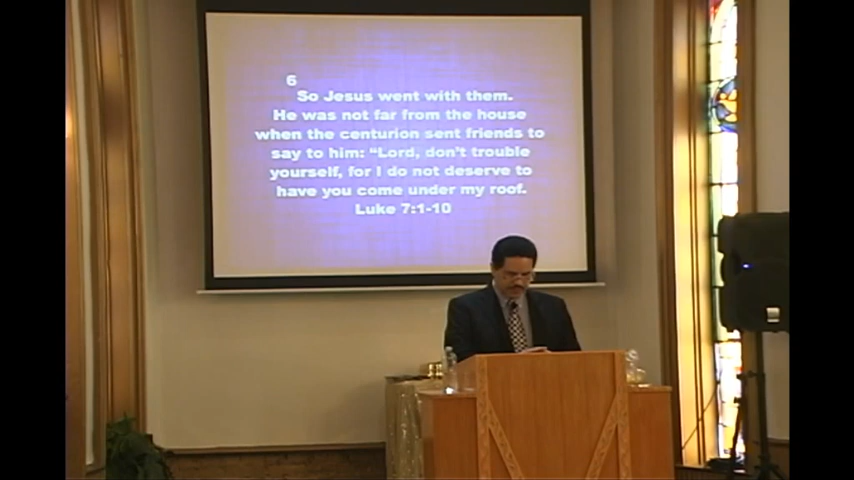 6
So Jesus went with them.
He was not far from the house
when the centurion sent friends to
say to him: “Lord, don’t trouble
yourself, for I do not deserve to
have you come under my roof.
Luke 7:1-10